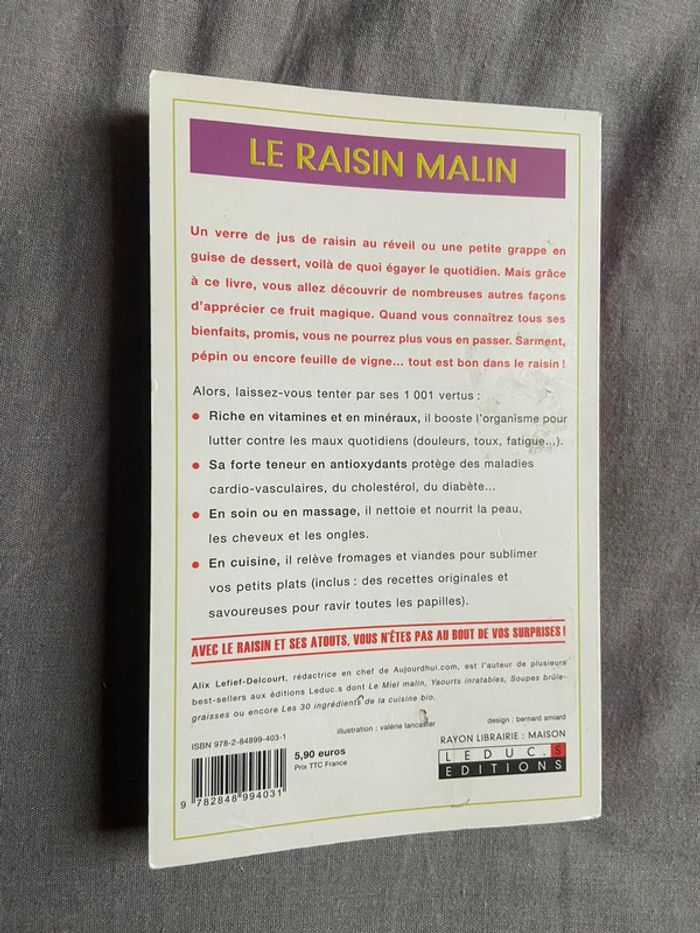 LE RAISIN MALIN
Un verre de jus de raisin au réveil ou une petite grappe en
guise de dessert, voilà de quoi égayer le quotidien. Mais grâce
à ce livre, vous allez découvrir de nombreuses autres façons
d'apprécier ce fruit magique. Quand vous connaîtrez tous ses
bienfaits, promis, vous ne pourrez plus vous en passer. Sarment,
pépin ou encore feuille de vigne... tout est bon dans le raisin !
Alors, laissez-vous tenter par ses 1 001 vertus :
• Riche en vitamines et en minéraux, il booste l'organisme pour
lutter contre les maux quotidiens (douleurs, toux, fatigue...).
• Sa forte teneur en antioxydants protège des maladies
cardio-vasculaires, du cholestérol, du diabète...
• En soin ou en massage, il nettoie et nourrit la peau,
les cheveux et les ongles.
• En cuisine, il relève fromages et viandes pour sublimer
vos petits plats (inclus : des recettes originales et
savoureuses pour ravir toutes les papilles).
AVEC LE RAISIN ET SES ATOUTS, VOUS N'ÊTES PAS AU BOUT DE VOS SURPRISES !
Alix Lefief-Delcourt, rédactrice en chef de Aujourdhui.com, est l'auteur de plusieurs
best-sellers aux éditions Leduc.s dont Le Miel malin, Yaourts inratables, Soupes brûle-
graisses ou encore Les 30 ingrédients de la cuisine bio.
illustration : valérie lancaster
design : bernard amiard
ISBN 978-2-84899-403-1
5,90 euros
Prix TTC France
RAYON LIBRAIRIE : MAISON
LEDUC.S
EDITIONS
9 782848 994031